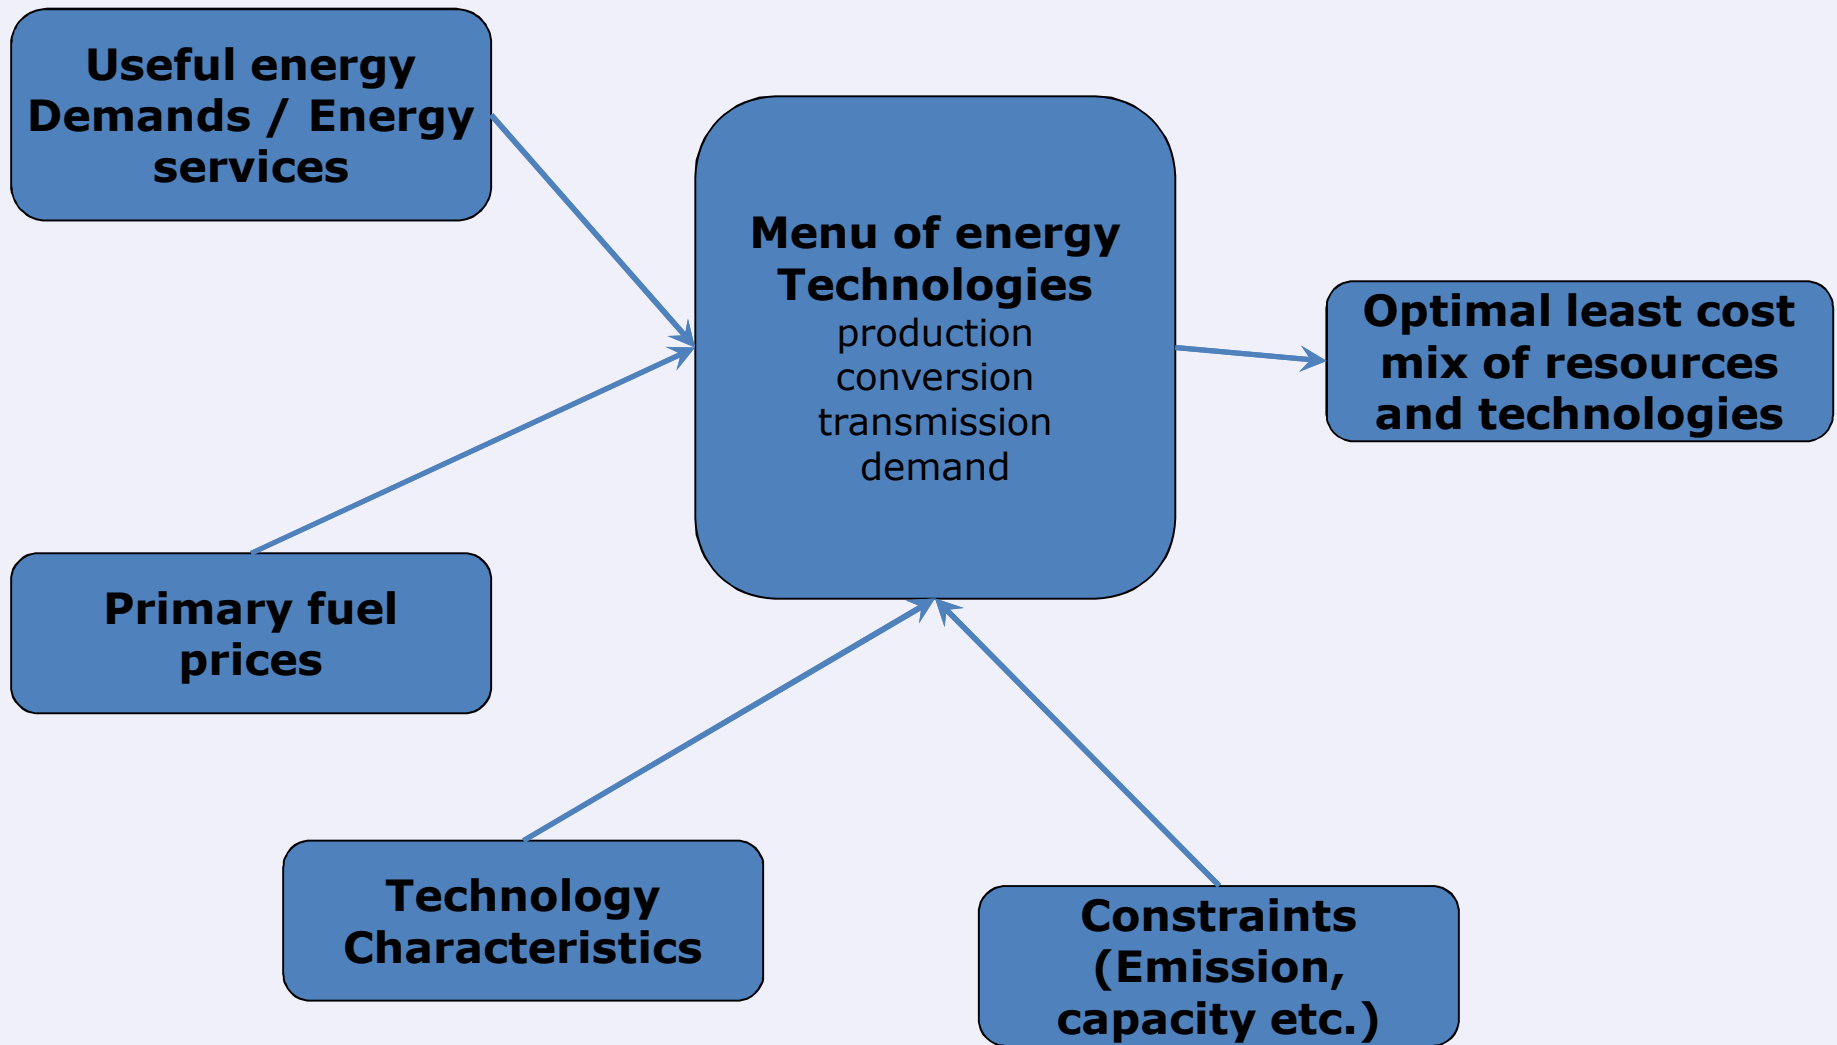 Useful energy
Demands / Energy
services
Menu of energy
Technologies
production
conversion
transmission
demand
Optimal least cost
mix of resources
and technologies
Primary fuel
prices
Technology
Characteristics
Constraints
(Emission,
capacity etc.)